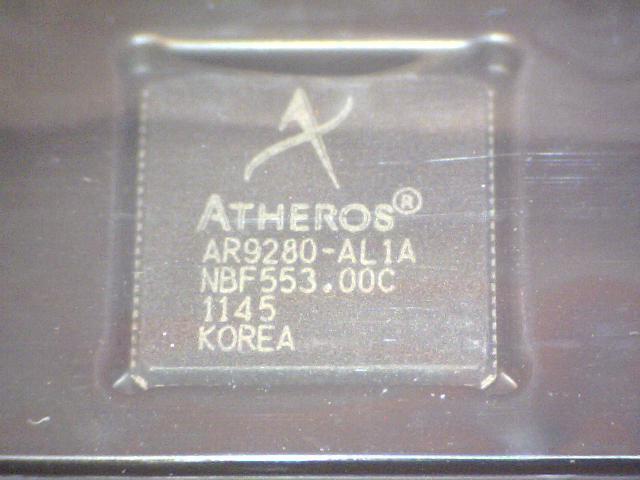 ATHEROS®
AR9280-AL1A
NBF553.00C
1145
KOREA